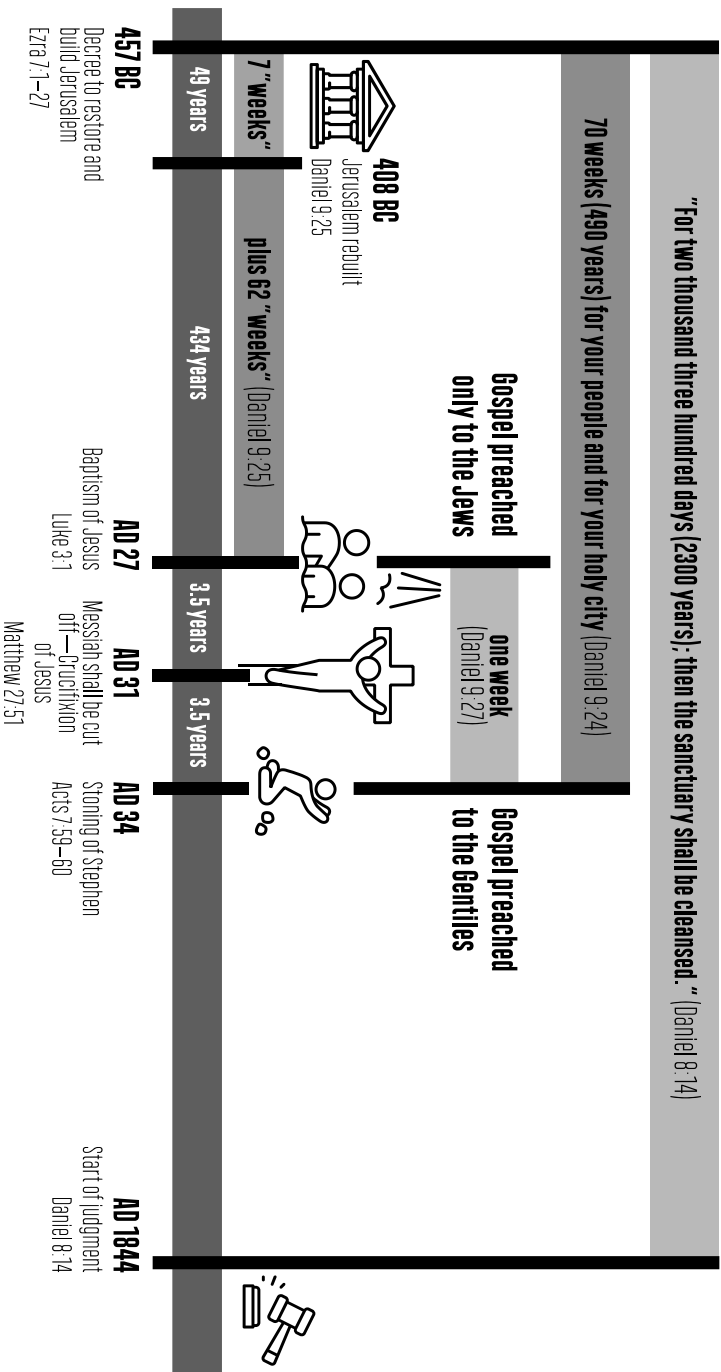 "For two thousand three hundred days (2300 years); then the sanctuary shall be cleansed." (Daniel 8:14)
70 weeks (490 years) for your people and for your holy city (Daniel 9:24)
Gospel preached
only to the Jews
one week
(Daniel 9:27)
Gospel preached
to the Gentiles
408 BC
Jerusalem rebuilt
Daniel 9:25
7 "weeks"
plus 62 "weeks" (Daniel 9:25)
49 years
434 years
3.5 years
3.5 years
457 BC
Decree to restore and
build Jerusalem
Ezra 7:1–27
AD 27
Baptism of Jesus
Luke 3:1
AD 31
Messiah shall be cut
off—Crucifixion
of Jesus
Matthew 27:51
AD 34
Stoning of Stephen
Acts 7:59–60
AD 1844
Start of judgment
Daniel 8:14